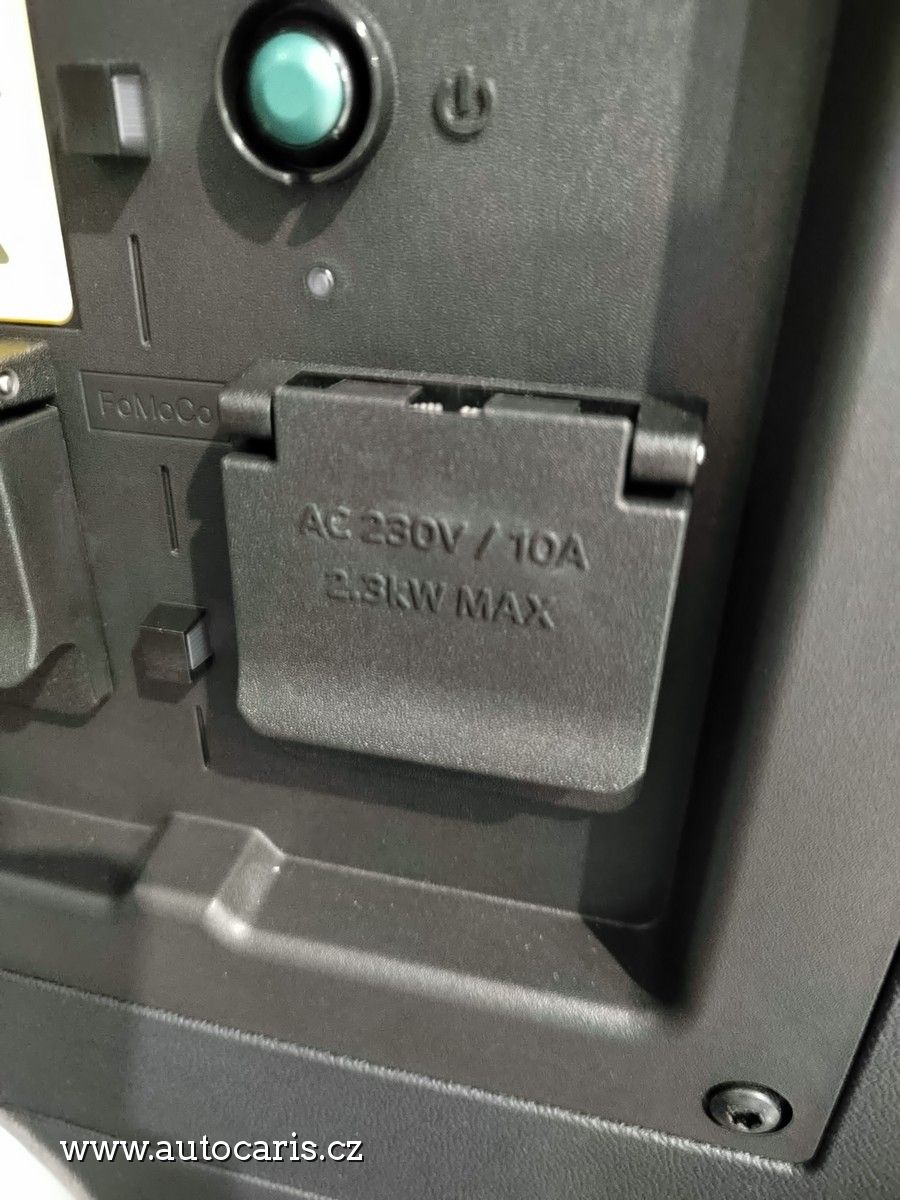 FoMoCo
AC 230V / 10A
2.3kW MAX
www.autocaris.cz